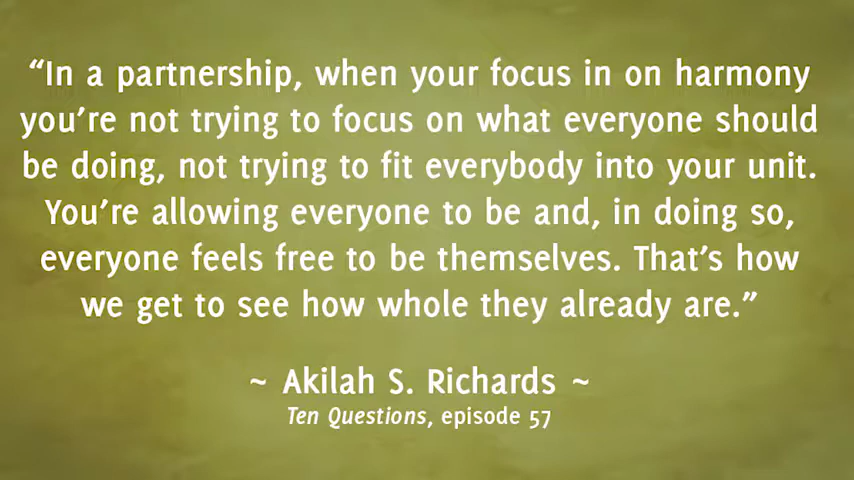 “In a partnership, when your focus in on harmony
you’re not trying to focus on what everyone should
be doing, not trying to fit everybody into your unit.
You’re allowing everyone to be and, in doing so,
everyone feels free to be themselves. That’s how
we get to see how whole they already are.”
~ Akilah S. Richards ~
Ten Questions, episode 57